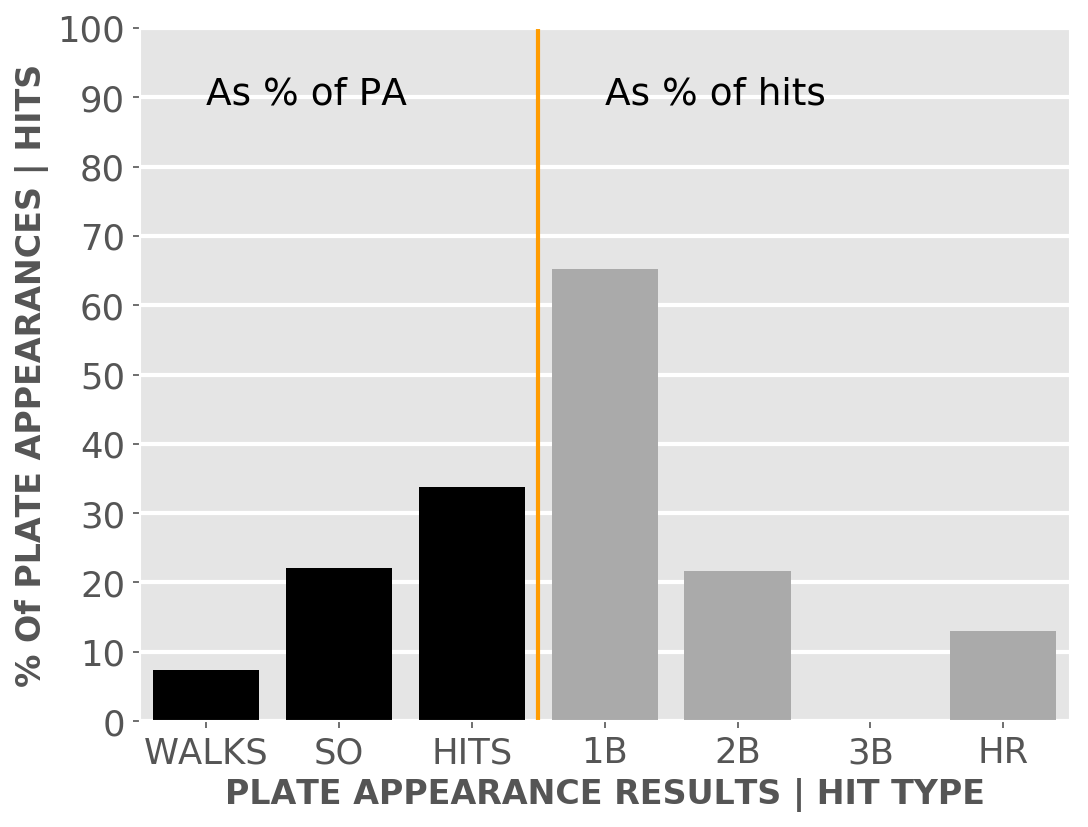 % Of PLATE APPEARANCES | HITS
100
90
80
70
60
50
40
30
20
10
0
As % of PA
As % of hits
WALKS SO HITS 1B 2B 3B HR
PLATE APPEARANCE RESULTS | HIT TYPE